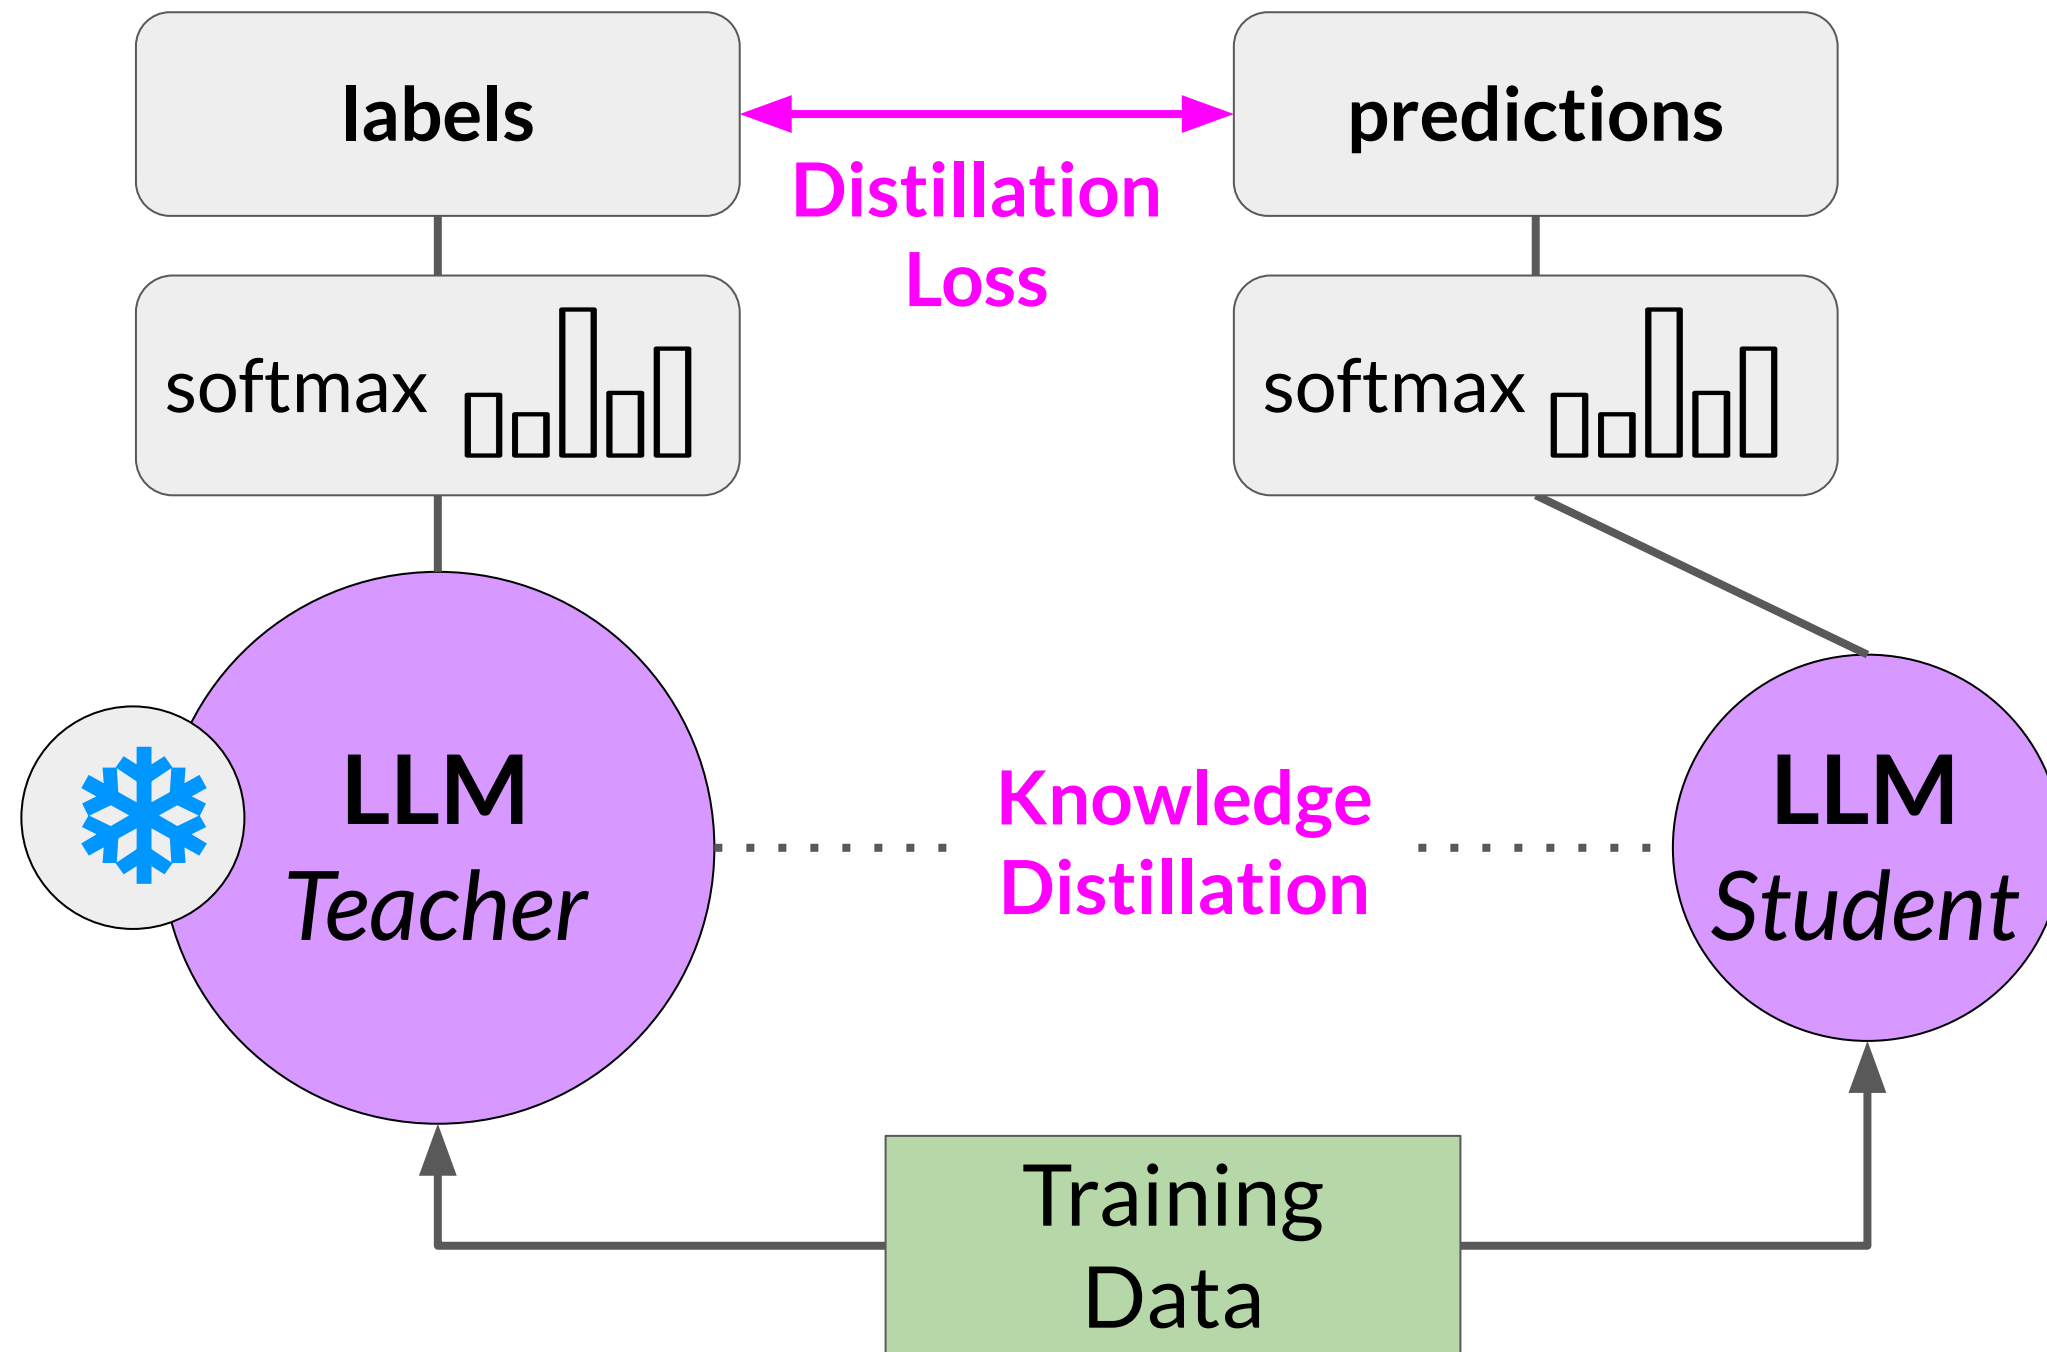 labels
predictions
Distillation
Loss
softmax
softmax
LLM
Teacher
Knowledge
Distillation
LLM
Student
Training
Data